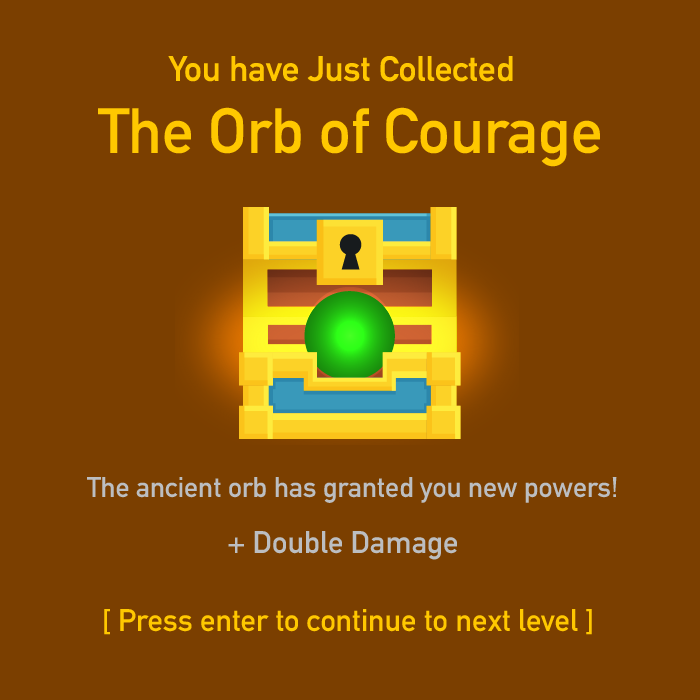 You have Just Collected
The Orb of Courage
The ancient orb has granted you new powers!
+ Double Damage
[ Press enter to continue to next level ]